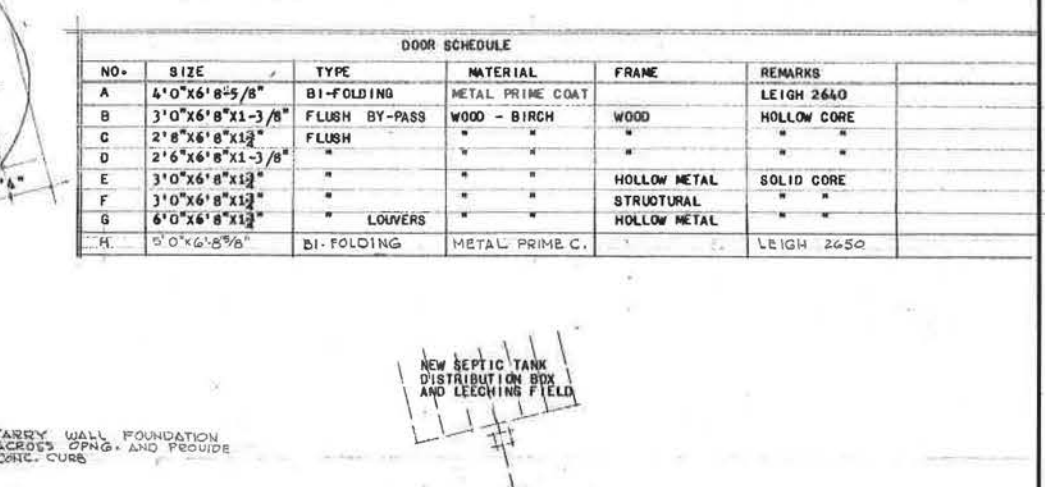 DOOR SCHEDULE
NO. SIZE TYPE MATERIAL FRAME REMARKS
A 4'0"X6'8-5/8" BI-FOLDING METAL PRIME COAT LEIGH 2640
B 3'0"X6'8"X1-3/8" FLUSH BY-PASS WOOD - BIRCH WOOD HOLLOW CORE
C 2'8"X6'8"X1¾" FLUSH " " " " "
D 2'6"X6'8"X1-3/8" " " " " " "
E 3'0"X6'8"X1¾" " " " HOLLOW METAL SOLID CORE
F 3'0"X6'8"X1¾" " " " STRUCTURAL " "
G 6'0"X6'8"X1¾" " LOUVERS " " HOLLOW METAL " "
H 5'0"X6'-8 5/8" BI-FOLDING METAL PRIME C. LEIGH 2650
NEW SEPTIC TANK
DISTRIBUTION BOX
AND LEECHING FIELD
CARRY WALL FOUNDATION
ACROSS OPNG. AND PROVIDE
CONC. CURB